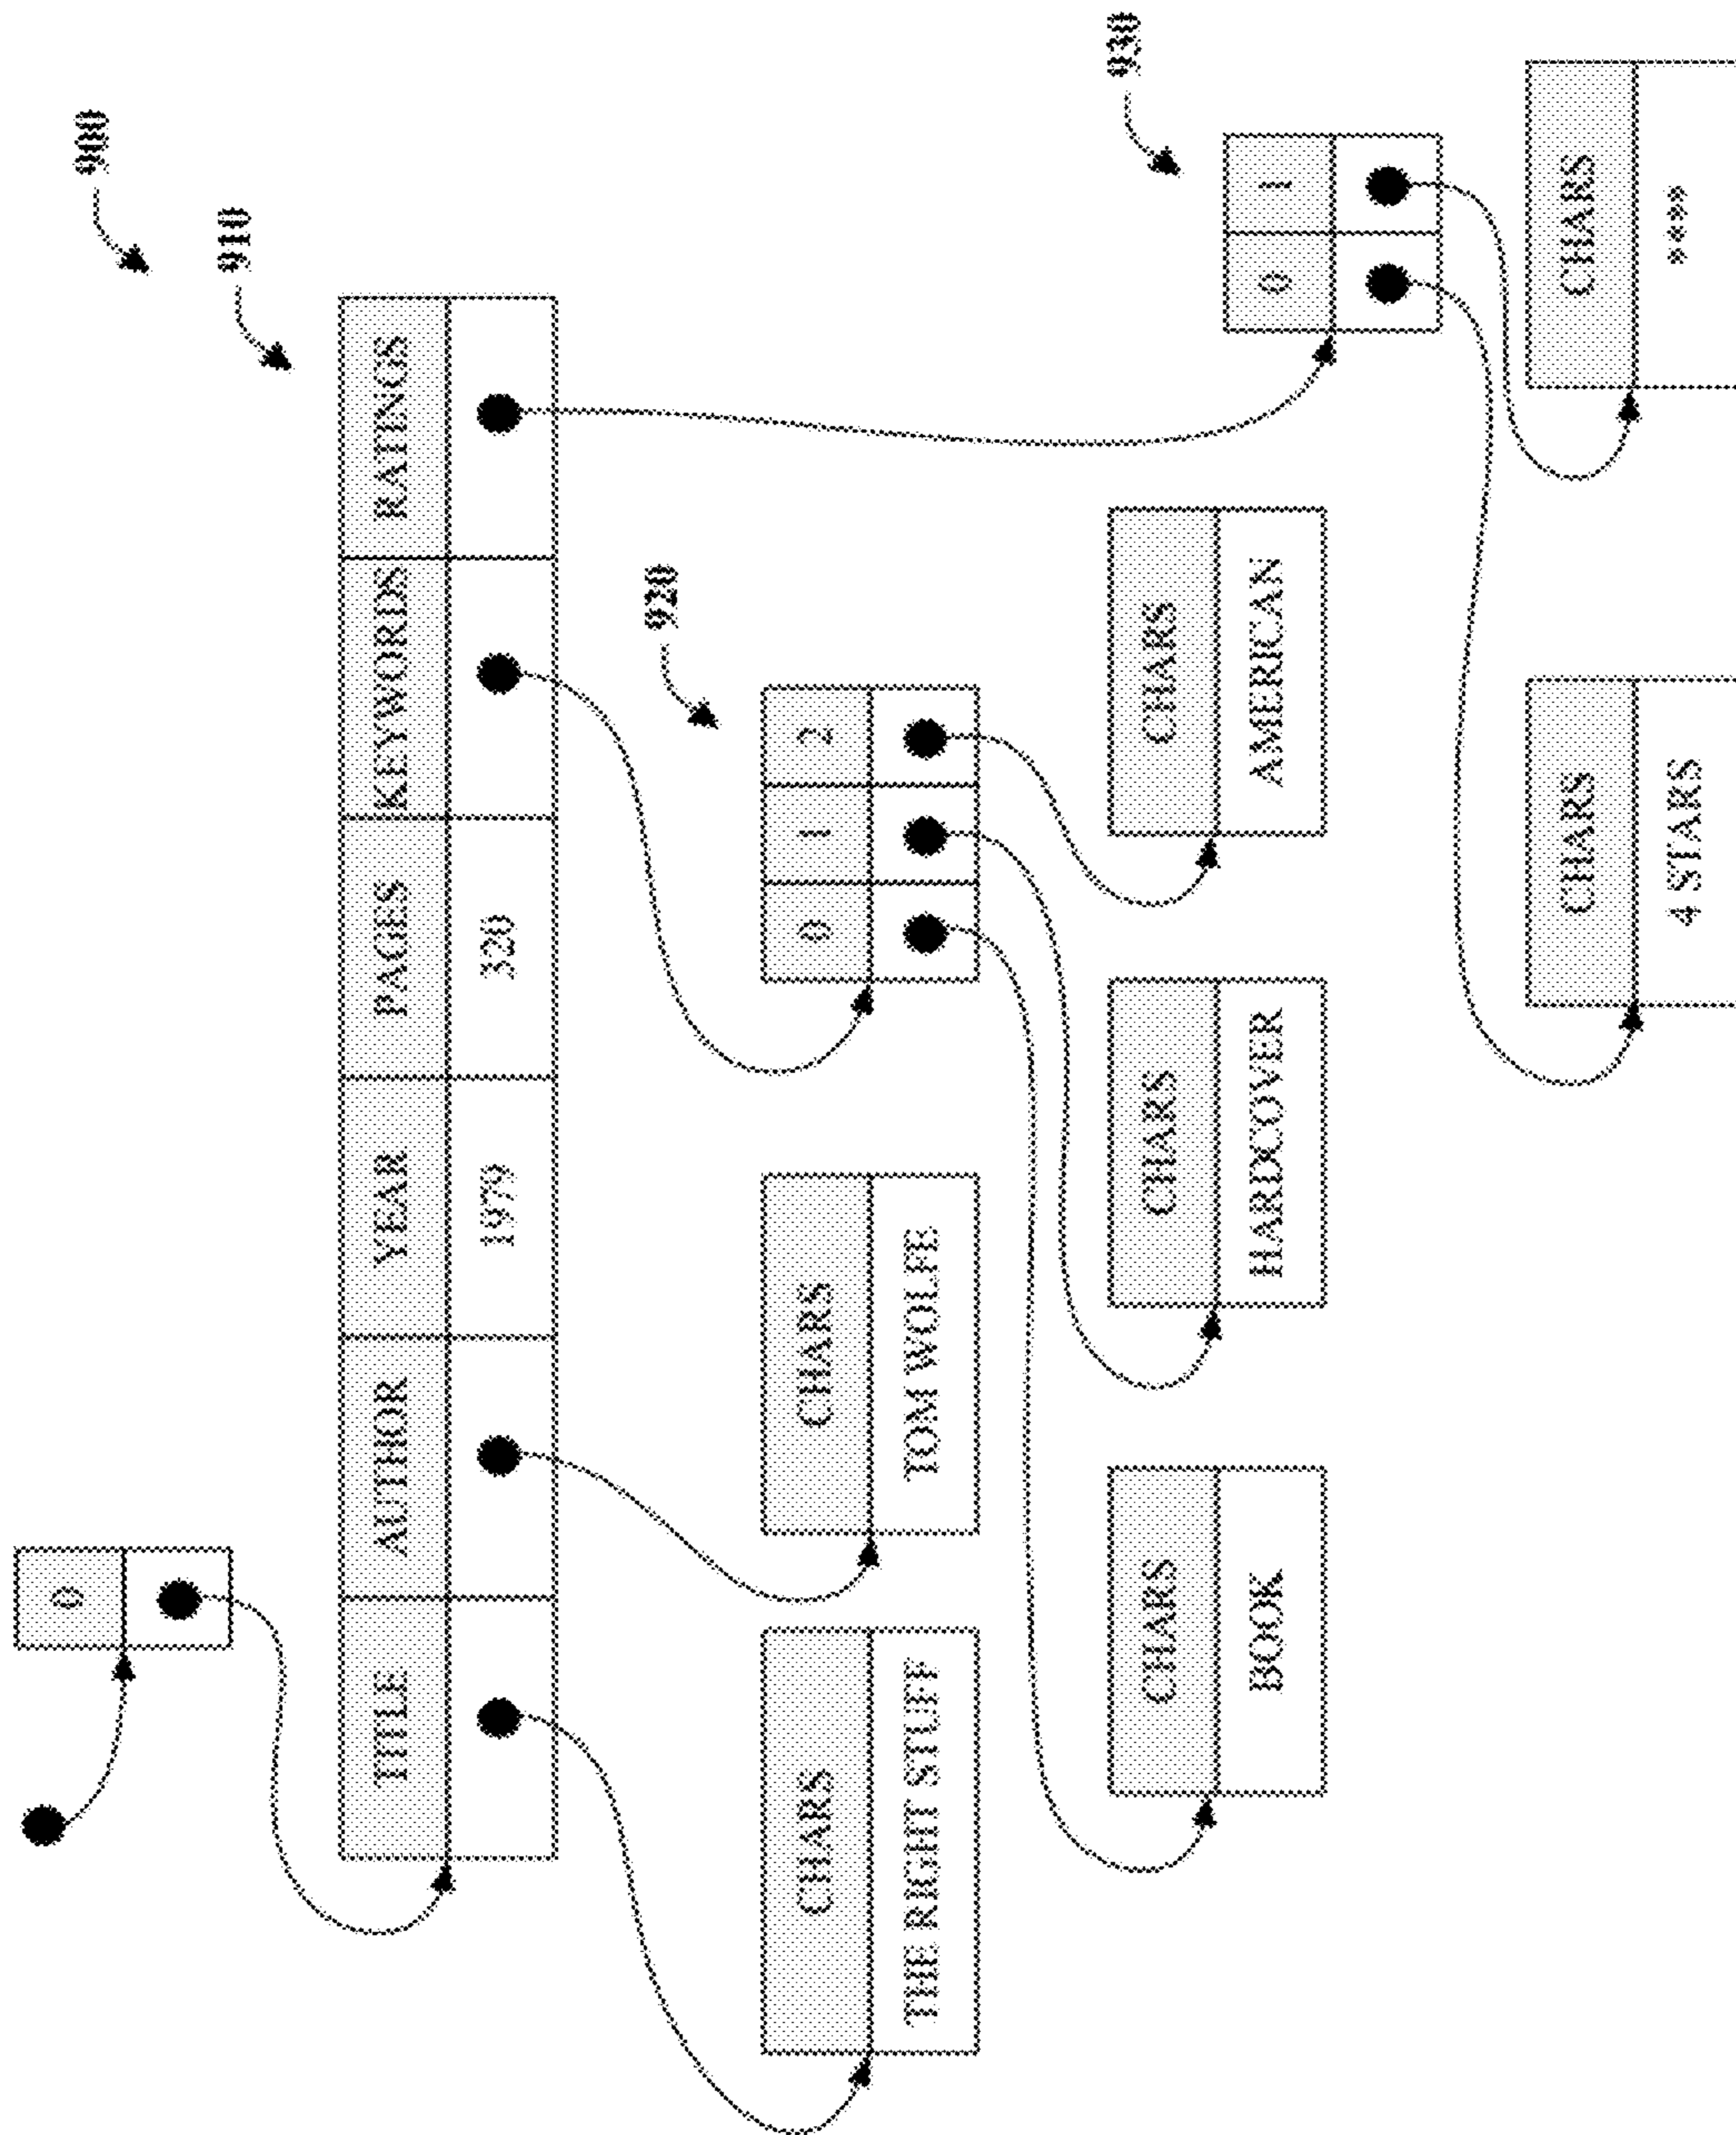 900
0
910
TITLE AUTHOR YEAR PAGES KEYWORDS RATINGS
1979 320
920
CHARS CHARS 0 1 2
THE RIGHT STUFF TOM WOLFE
930
CHARS CHARS CHARS 0 1
BOOK HARDCOVER AMERICAN
CHARS CHARS
4 STARS ****